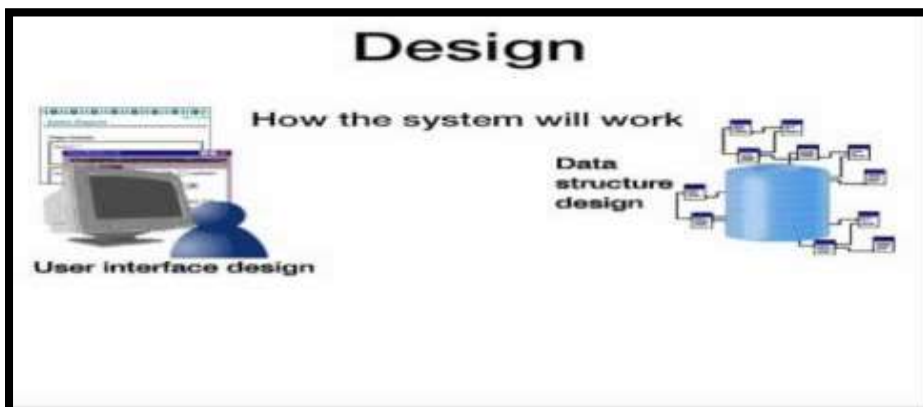 Design
How the system will work
Data
structure
design
User interface design